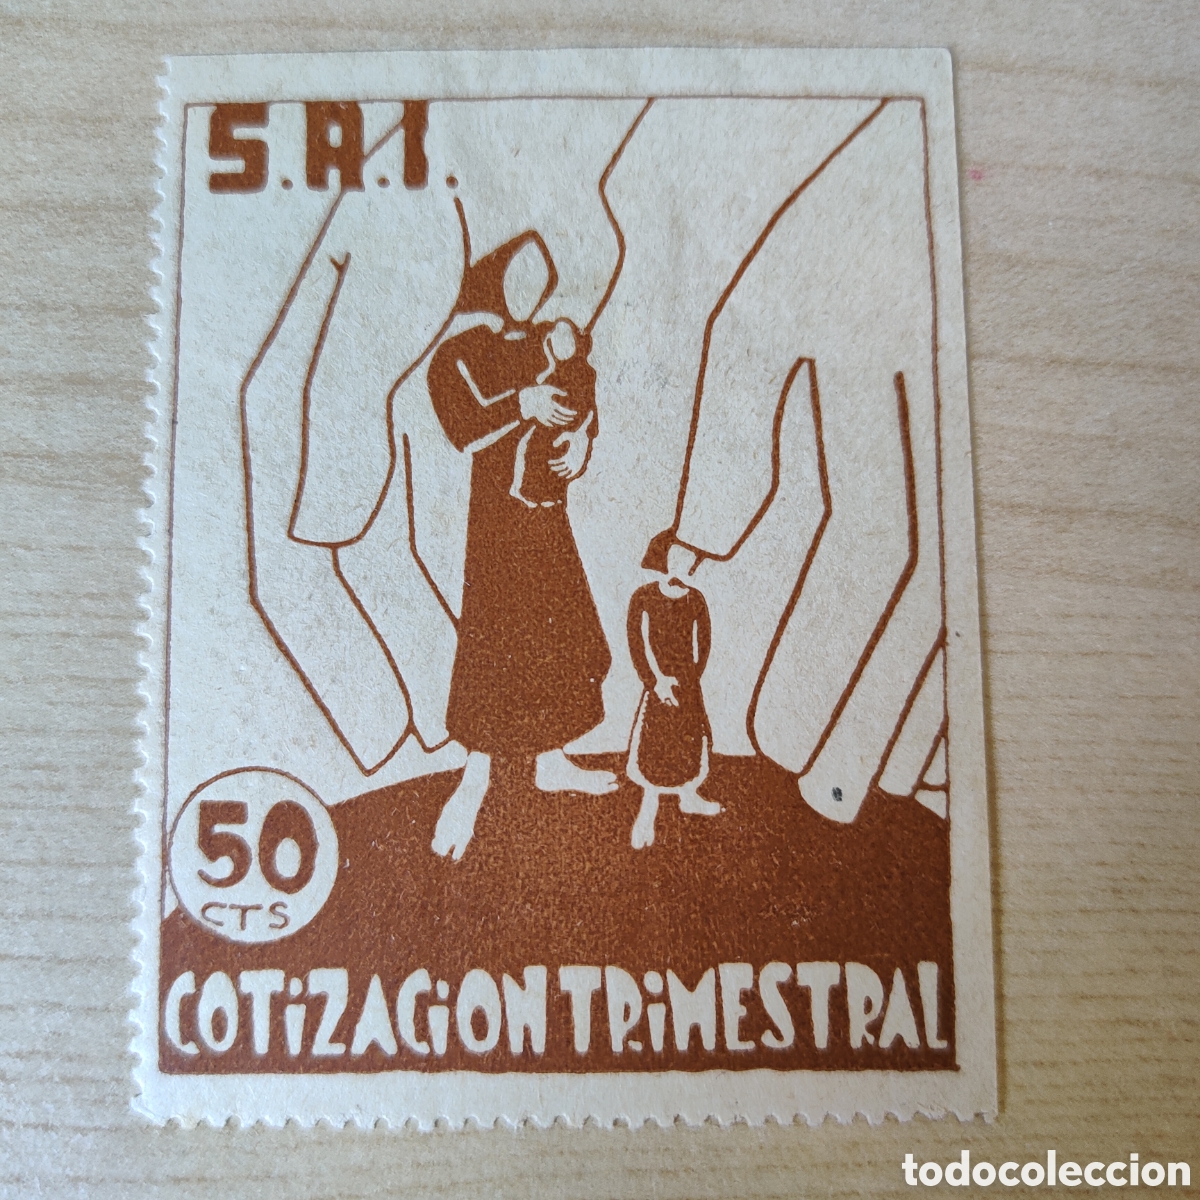 S.A.I.
50
CTS
COTiZACiON TRiMESTRAL
todocoleccion